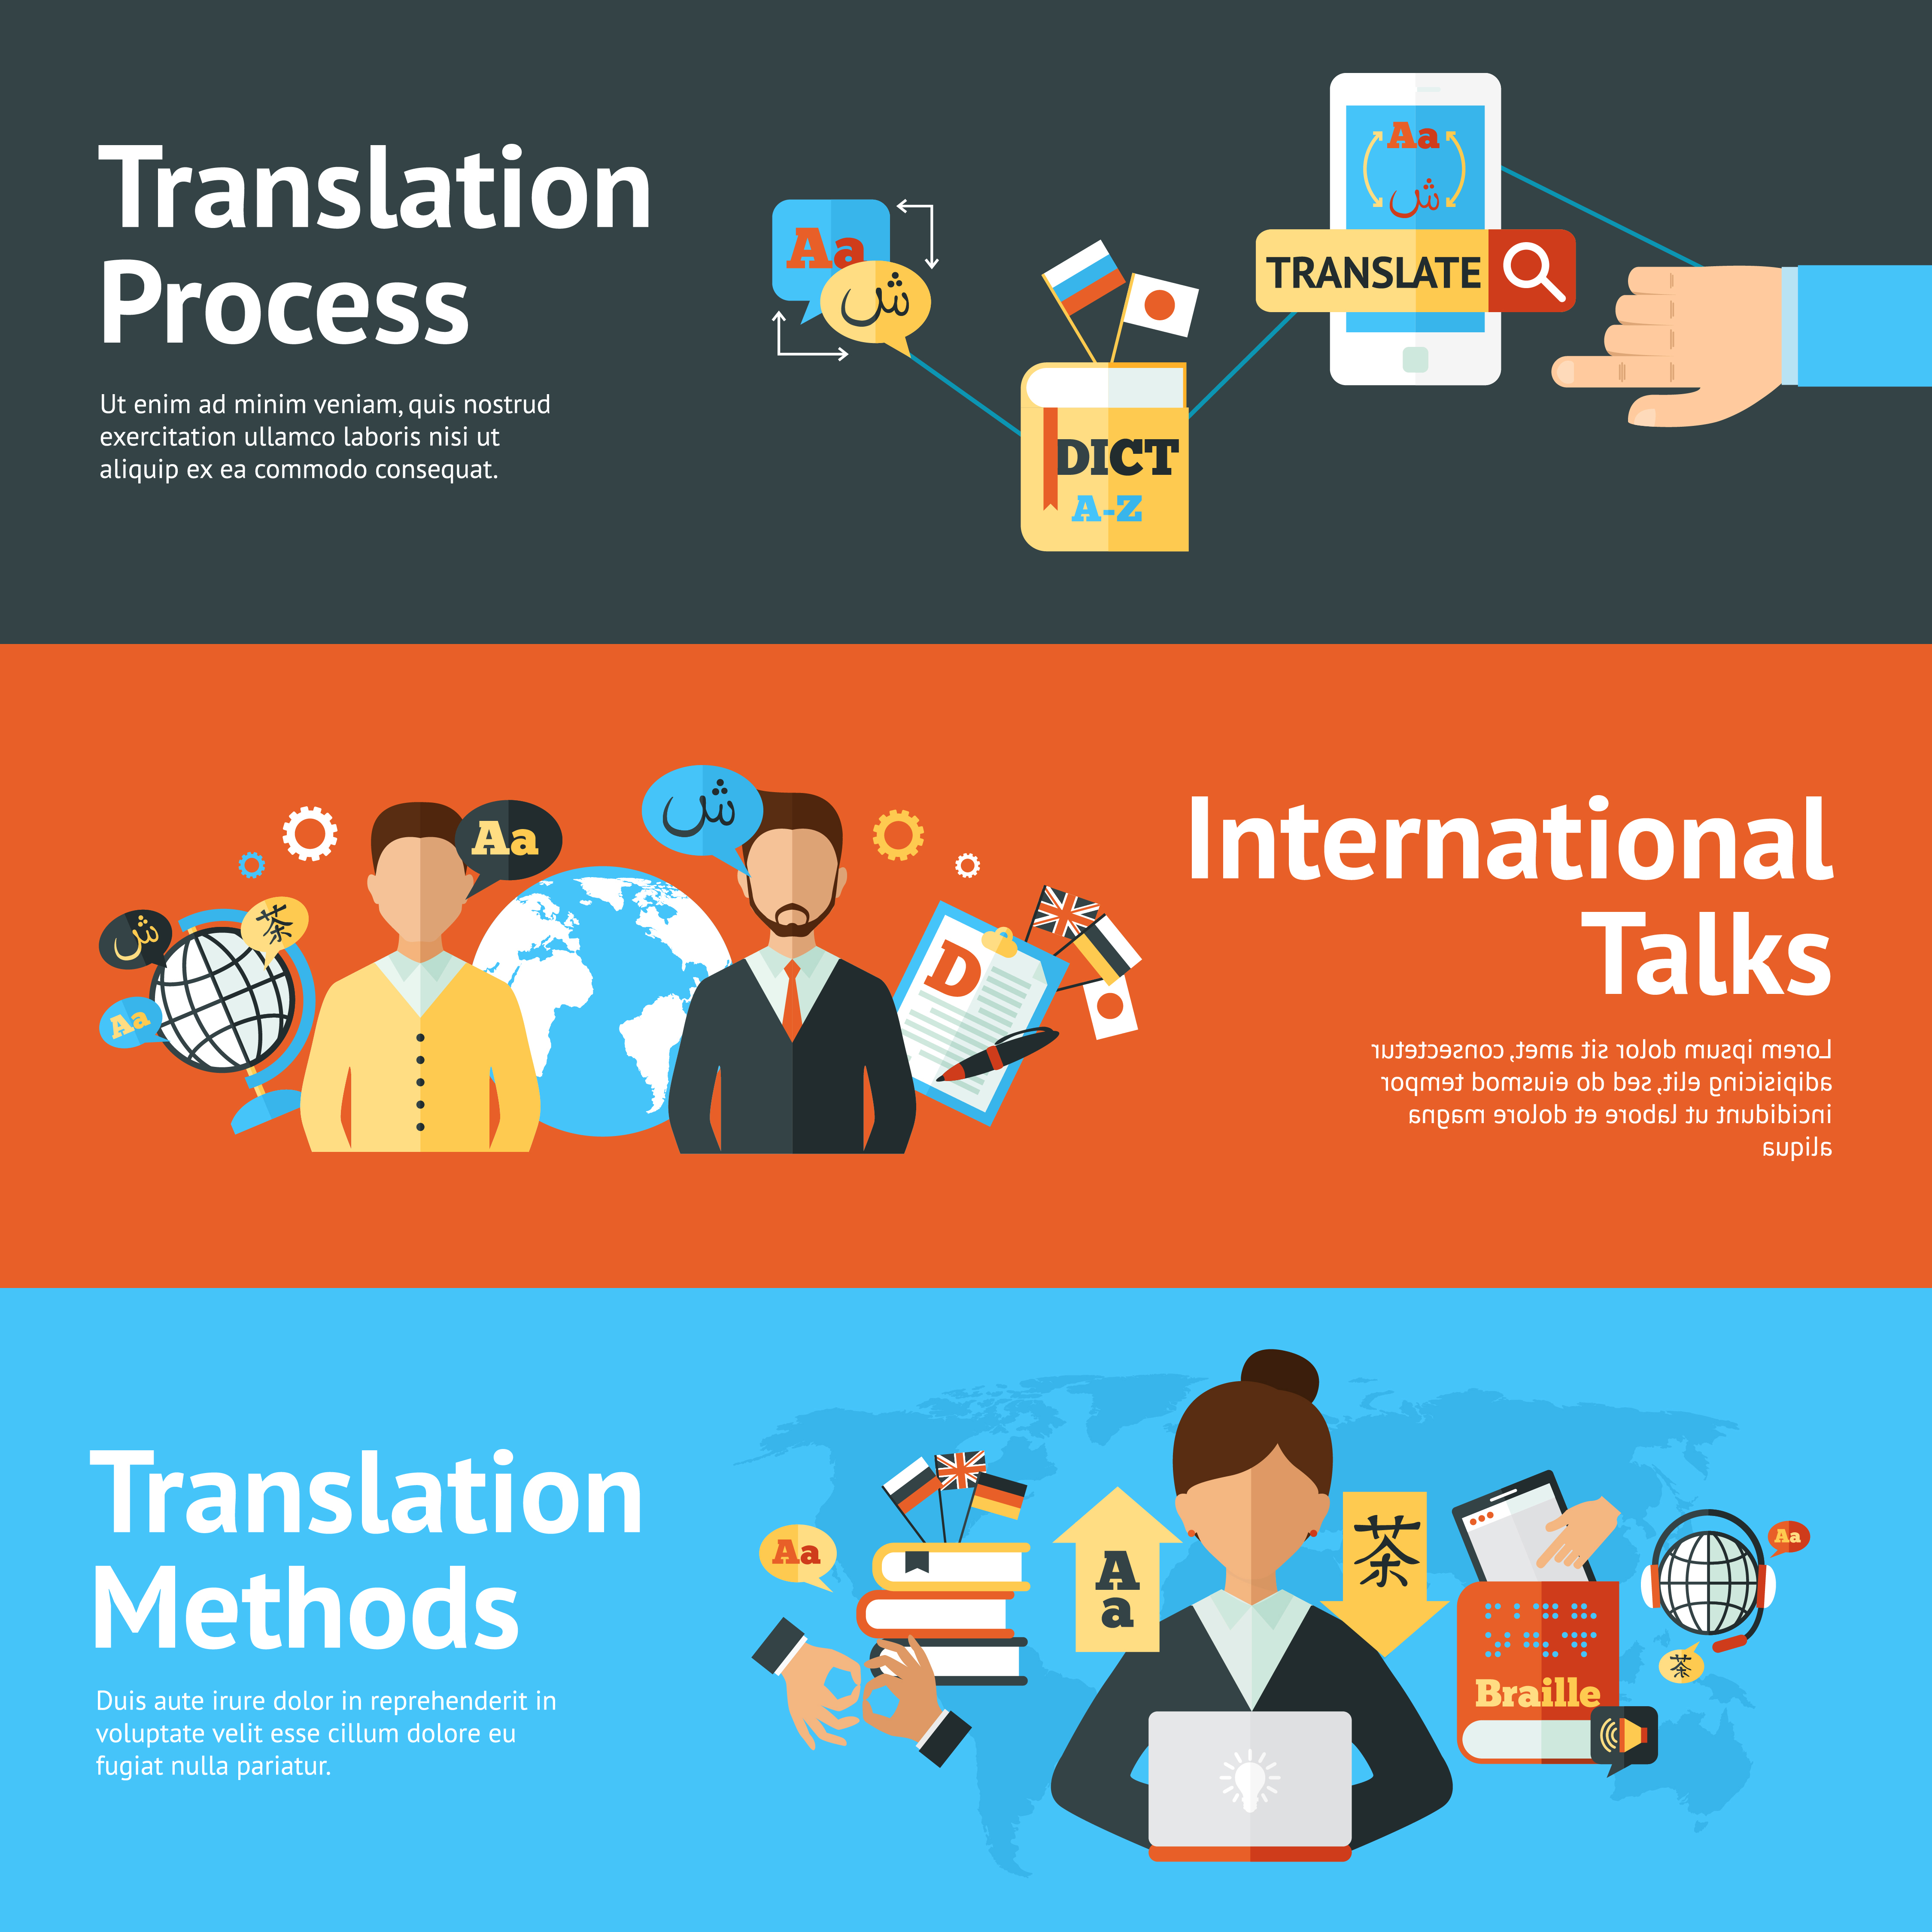 Translation
Process
Ut enim ad minim veniam, quis nostrud
exercitation ullamco laboris nisi ut
aliquip ex ea commodo consequat.
Aa
ش
DICT
A-Z
Aa
ش
TRANSLATE
International
Talks
Lorem ipsum dolor sit amet, consectetur
adipisicing elit, sed do eiusmod tempor
incididunt ut labore et dolore magna
aliqua
ش
茶
Aa
Aa
ش
D
Translation
Methods
Duis aute irure dolor in reprehenderit in
voluptate velit esse cillum dolore eu
fugiat nulla pariatur.
Aa
A
a
茶
Braille
Aa
茶